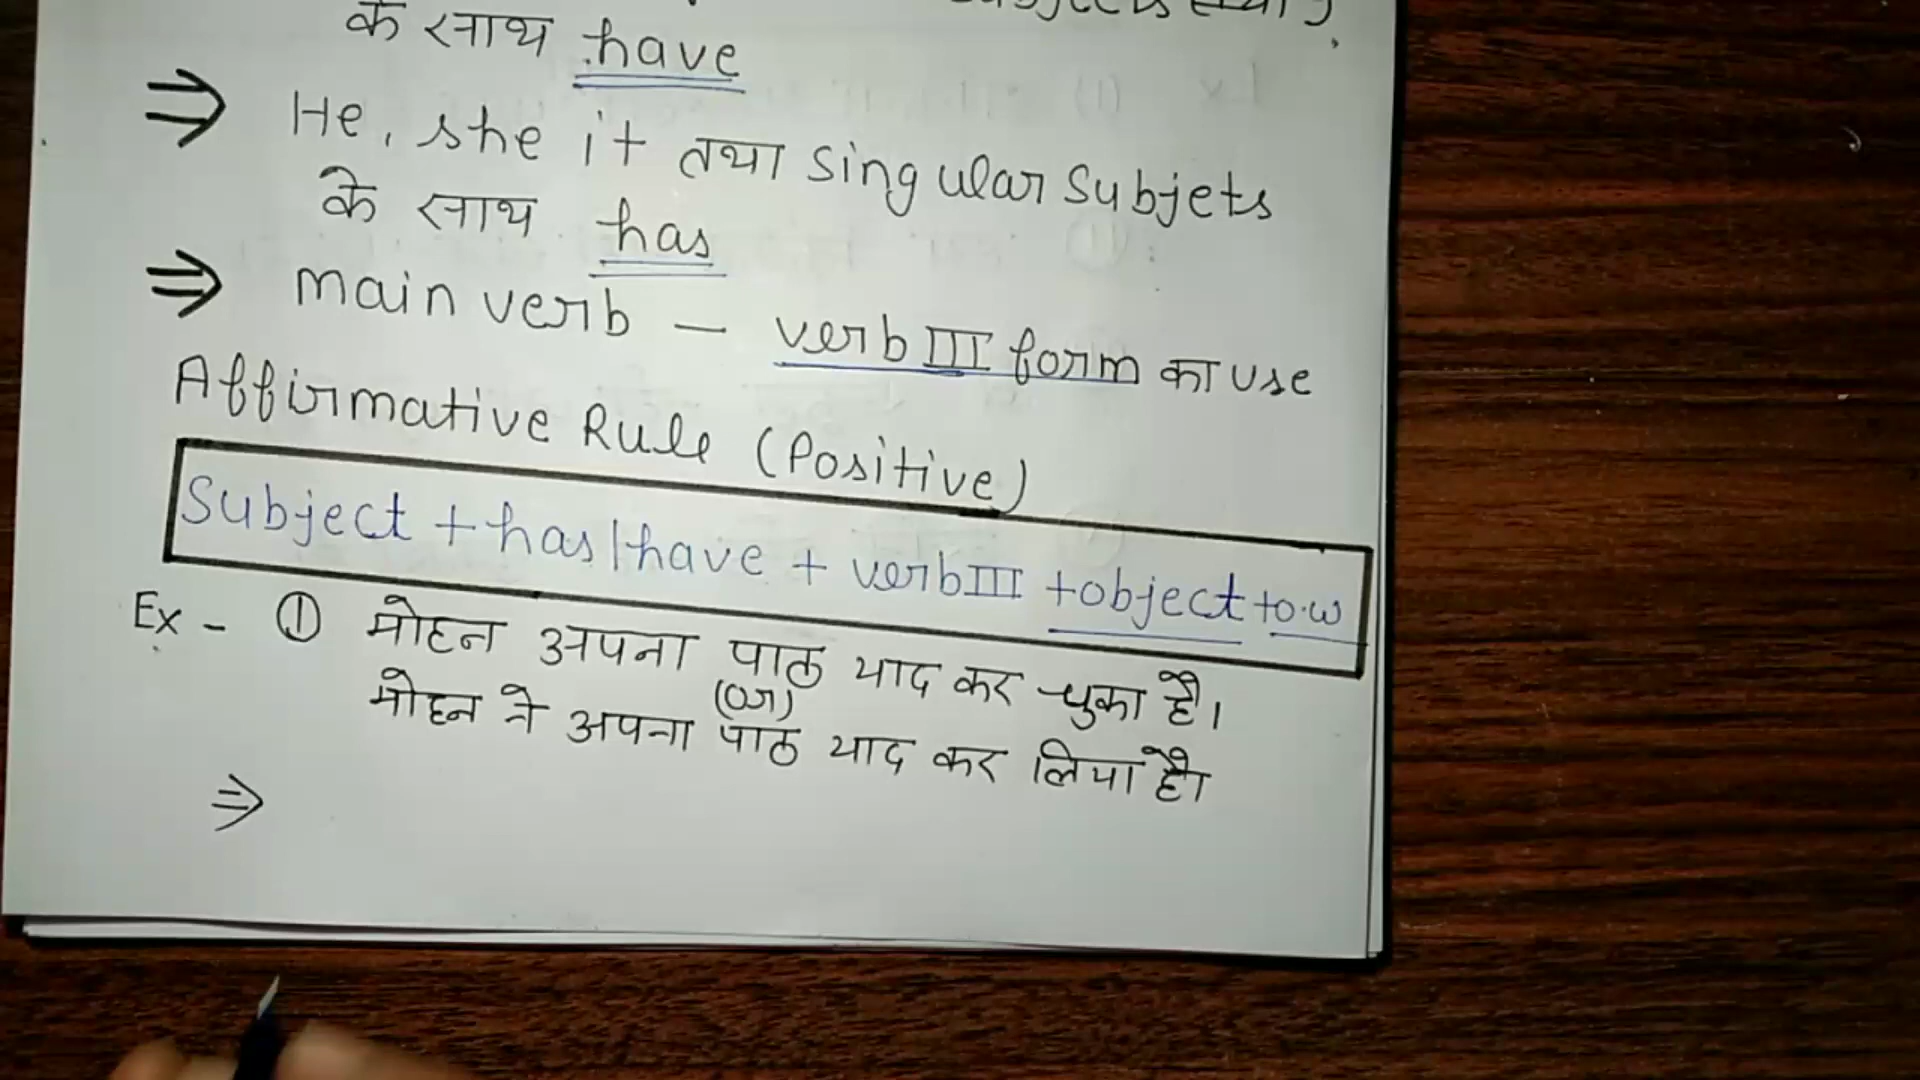 के साथ have
⇒ He, she it तथा singular Subjets
के साथ has
⇒ main verb – verb III form का use
Affirmative Rule (Positive)
Subject + has/have + verb III + object + o.w
Ex - ① मोहन अपना पाठ याद कर चुका है।
(or)
मोहन ने अपना पाठ याद कर लिया है।
⇒